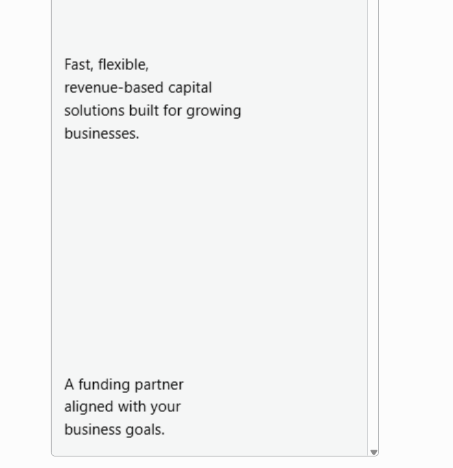 Fast, flexible,
revenue-based capital
solutions built for growing
businesses.
A funding partner
aligned with your
business goals.